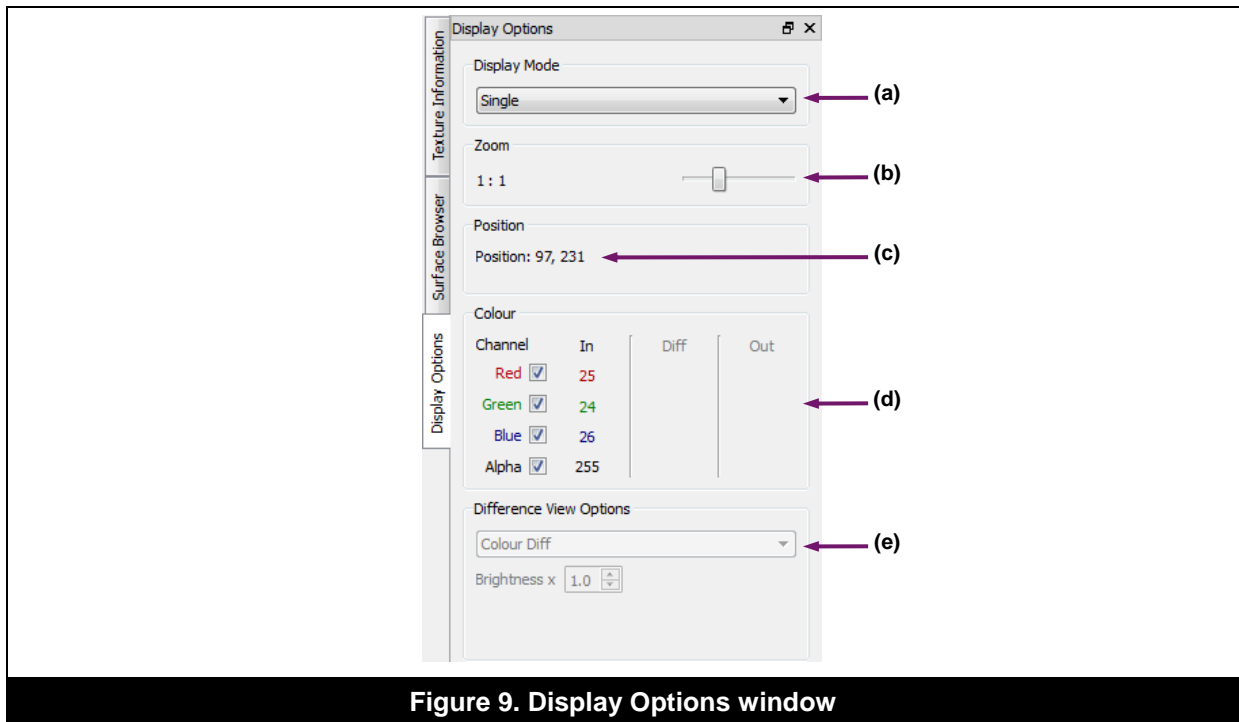 Display Options
Texture Information
Surface Browser
Display Options
Display Mode
Single
(a)
Zoom
1 : 1
(b)
Position
Position: 97, 231
(c)
Colour
Channel In Diff Out
Red 25
Green 24
Blue 26
Alpha 255
(d)
Difference View Options
Colour Diff
(e)
Brightness x 1.0
Figure 9. Display Options window